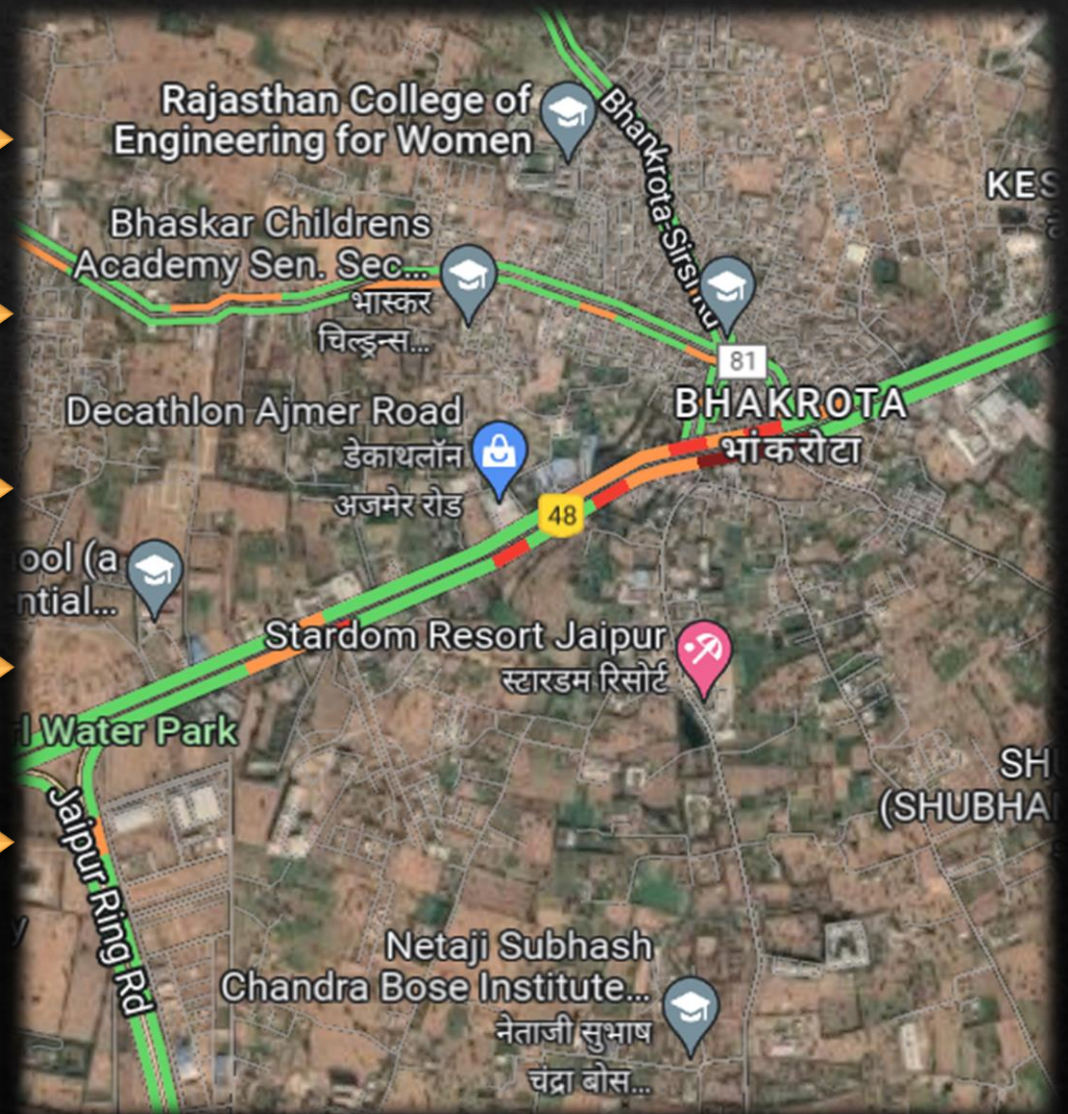 Rajasthan College of
Engineering for Women
Bhankrota-Sirsi Rd
KES
Bhaskar Childrens
Academy Sen. Sec...
भास्कर
चिल्ड्रन्स...
81
BHAKROTA
भांकरोटा
Decathlon Ajmer Road
डेकाथलॉन
अजमेर रोड
48
ool (a
ntial...
Stardom Resort Jaipur
स्टारडम रिसोर्ट
l Water Park
SHU
(SHUBHA
Jaipur Ring Rd
y
Netaji Subhash
Chandra Bose Institute...
नेताजी सुभाष
चंद्रा बोस...